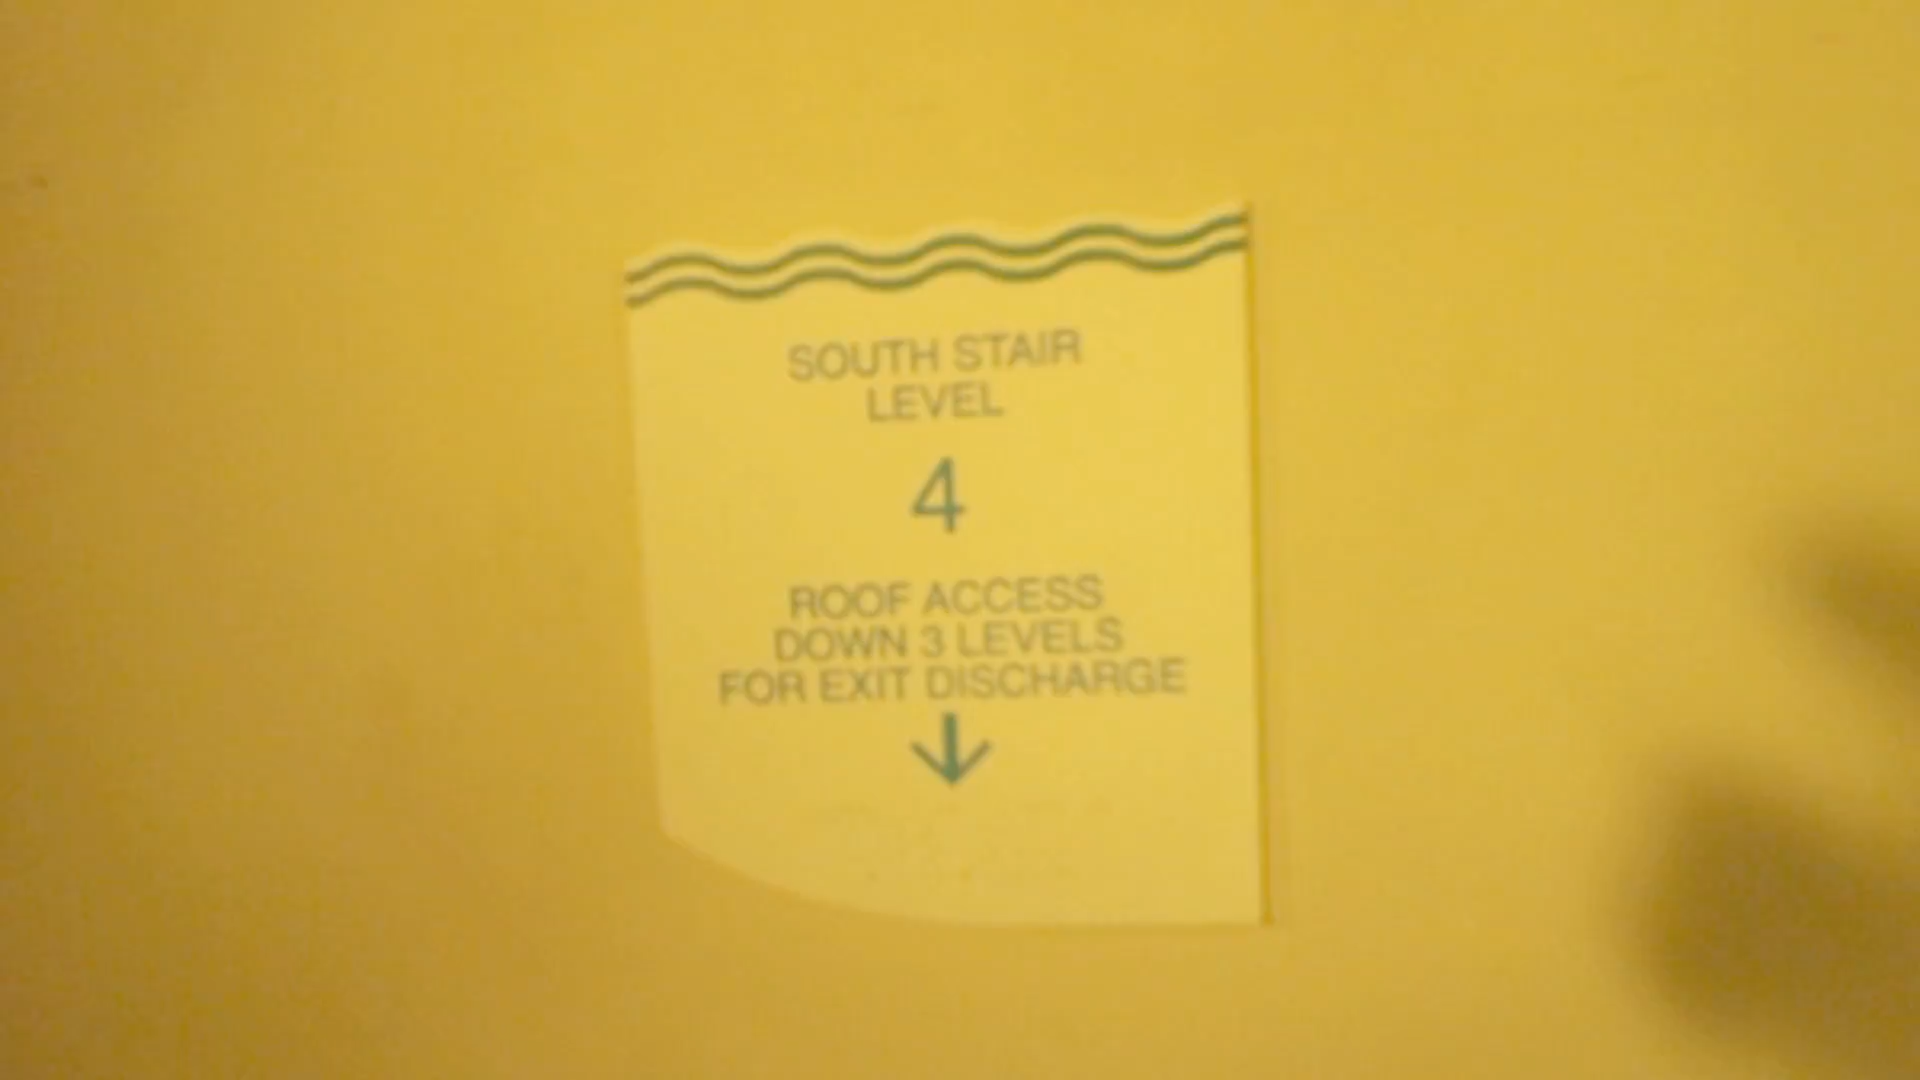 SOUTH STAIR
LEVEL
4
ROOF ACCESS
DOWN 3 LEVELS
FOR EXIT DISCHARGE